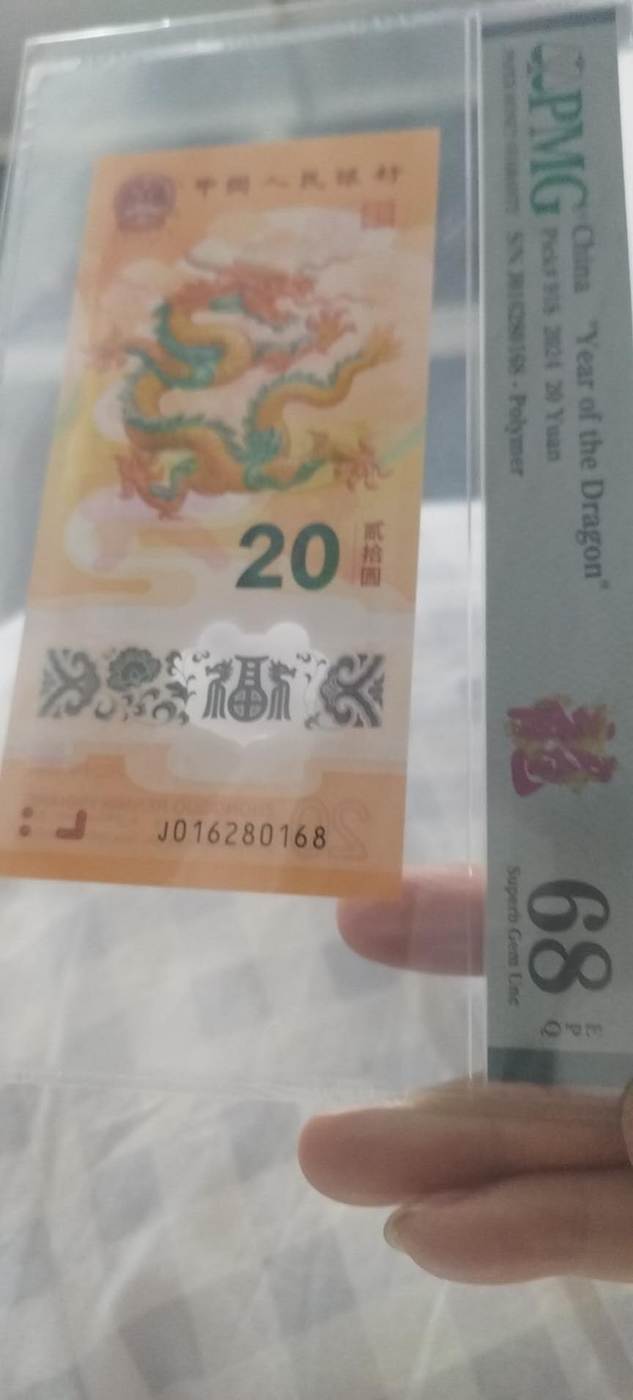 中国人民银行
20
贰拾圆
J016280168
PMG
China "Year of the Dragon"
2024 20 Yuan
S/N J016280168 - Polymer
68
EPQ
Superb Gem Unc